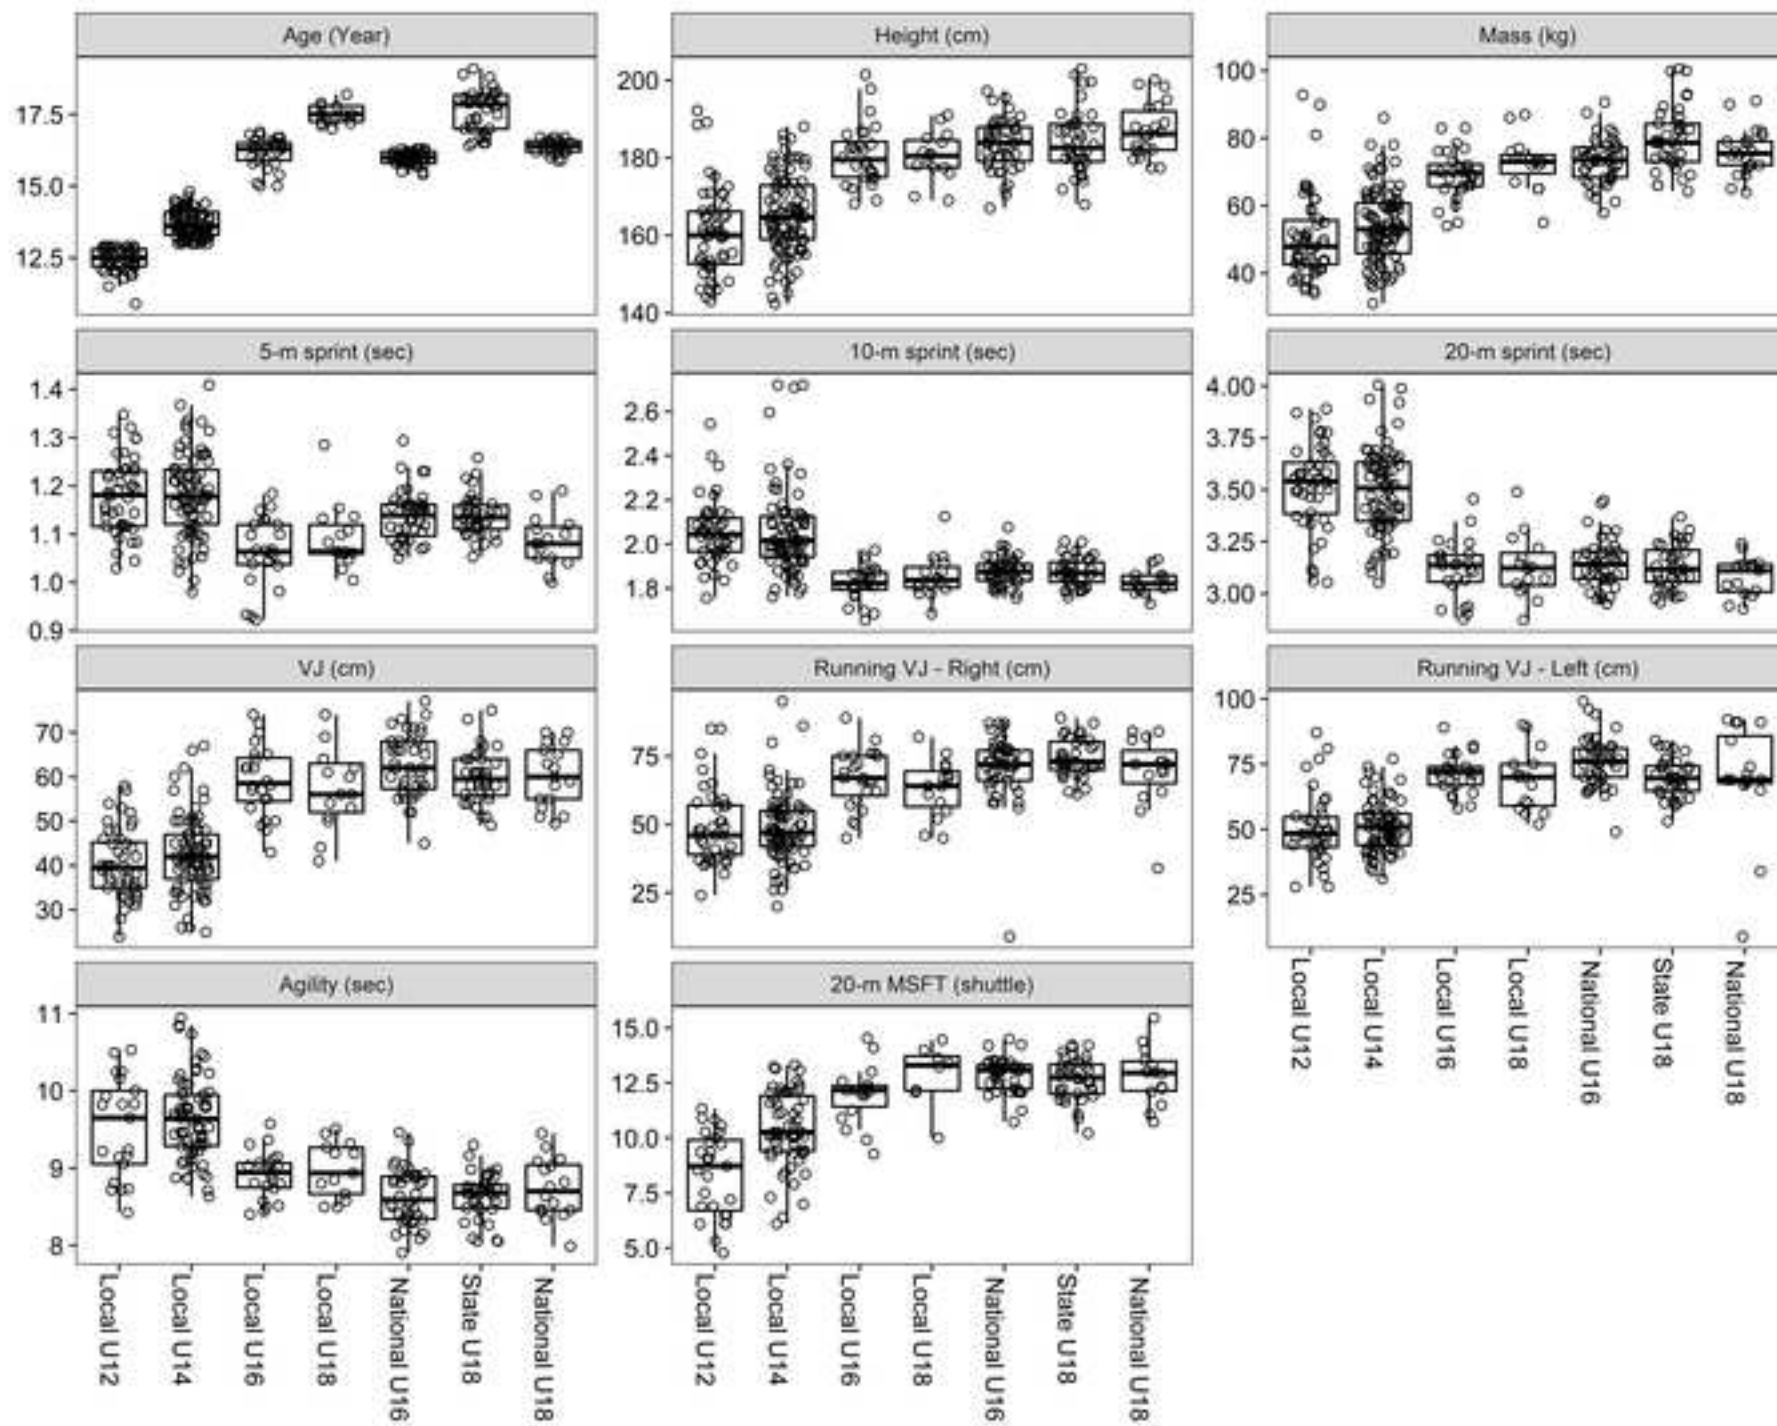 Age (Year)
17.5
15.0
12.5
Height (cm)
200
180
160
140
Mass (kg)
100
80
60
40
5-m sprint (sec)
1.4
1.3
1.2
1.1
1.0
0.9
10-m sprint (sec)
2.6
2.4
2.2
2.0
1.8
20-m sprint (sec)
4.00
3.75
3.50
3.25
3.00
VJ (cm)
70
60
50
40
30
Running VJ - Right (cm)
75
50
25
Running VJ - Left (cm)
100
75
50
25
Local U12
Local U14
Local U16
Local U18
National U16
State U18
National U18
Agility (sec)
11
10
9
8
Local U12
Local U14
Local U16
Local U18
National U16
State U18
National U18
20-m MSFT (shuttle)
15.0
12.5
10.0
7.5
5.0
Local U12
Local U14
Local U16
Local U18
National U16
State U18
National U18